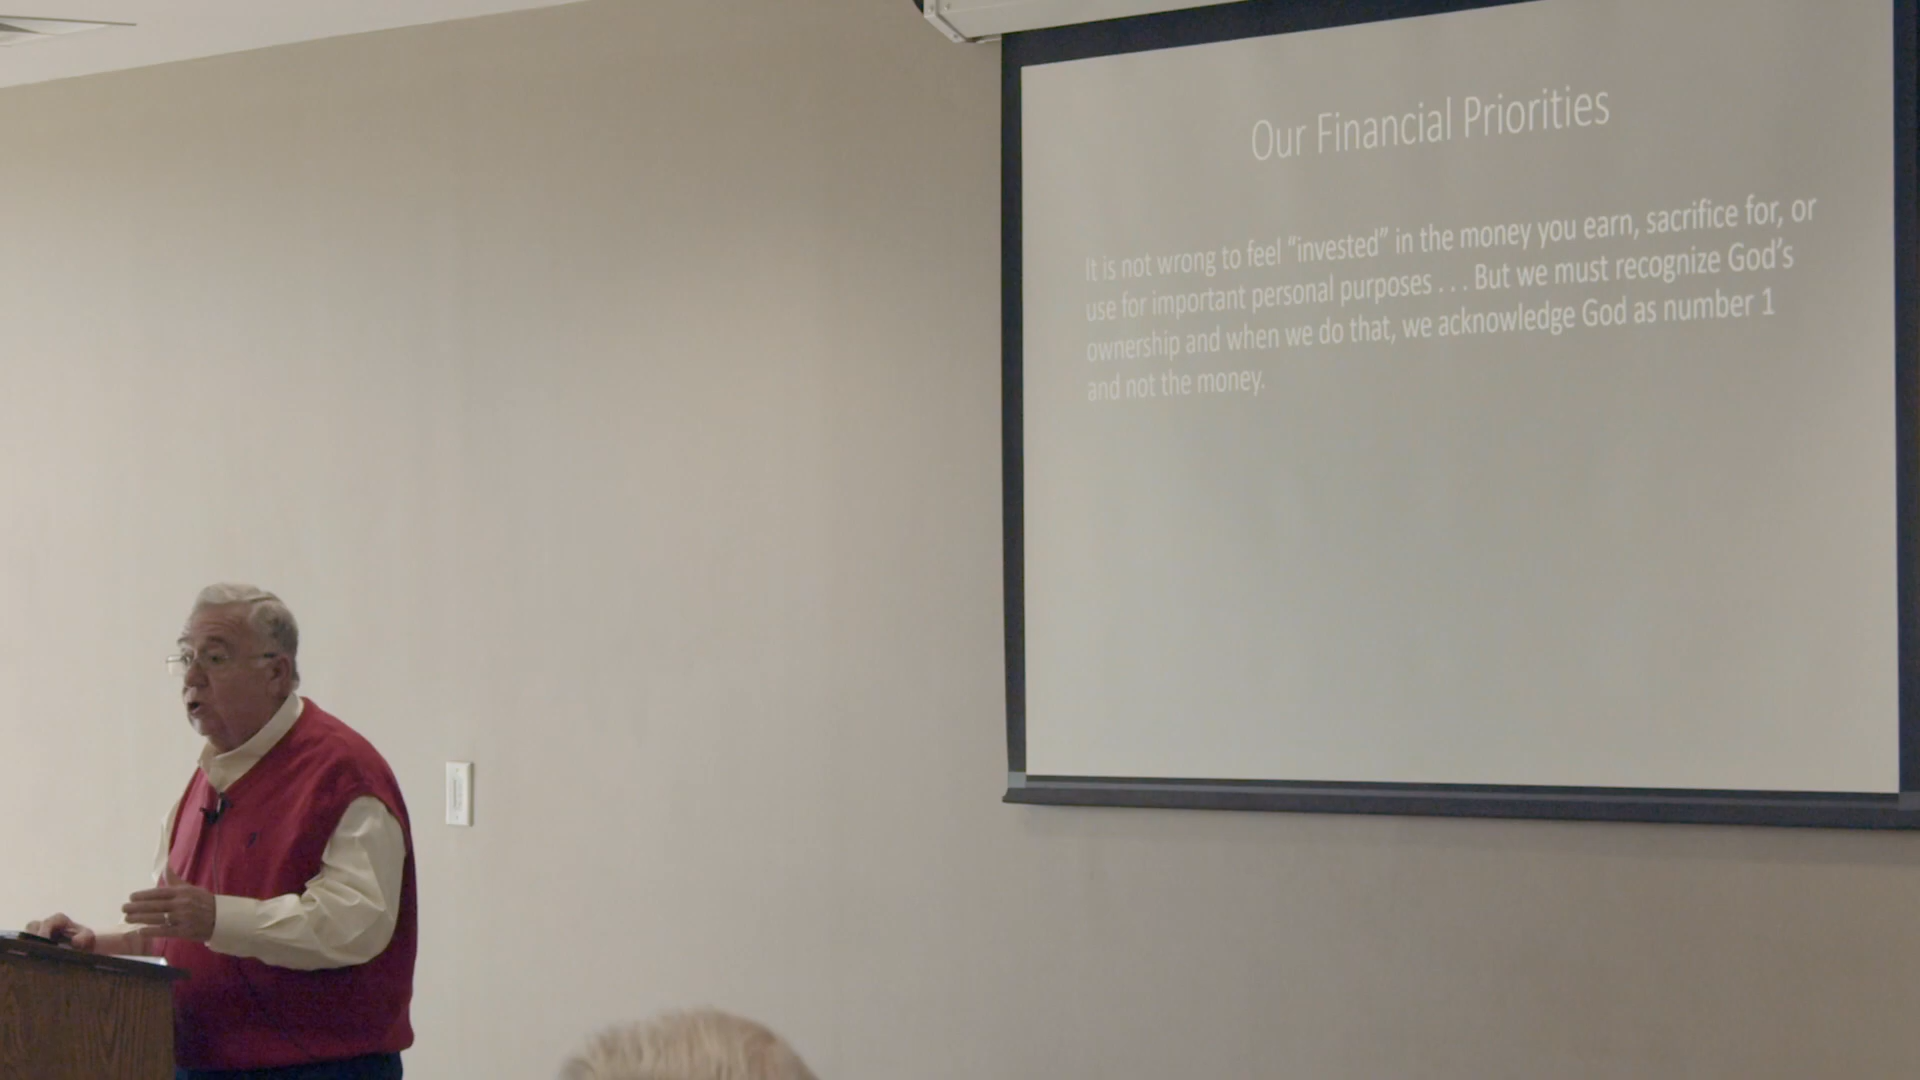 Our Financial Priorities
It is not wrong to feel “invested” in the money you earn, sacrifice for, or
use for important personal purposes . . . But we must recognize God’s
ownership and when we do that, we acknowledge God as number 1
and not the money.